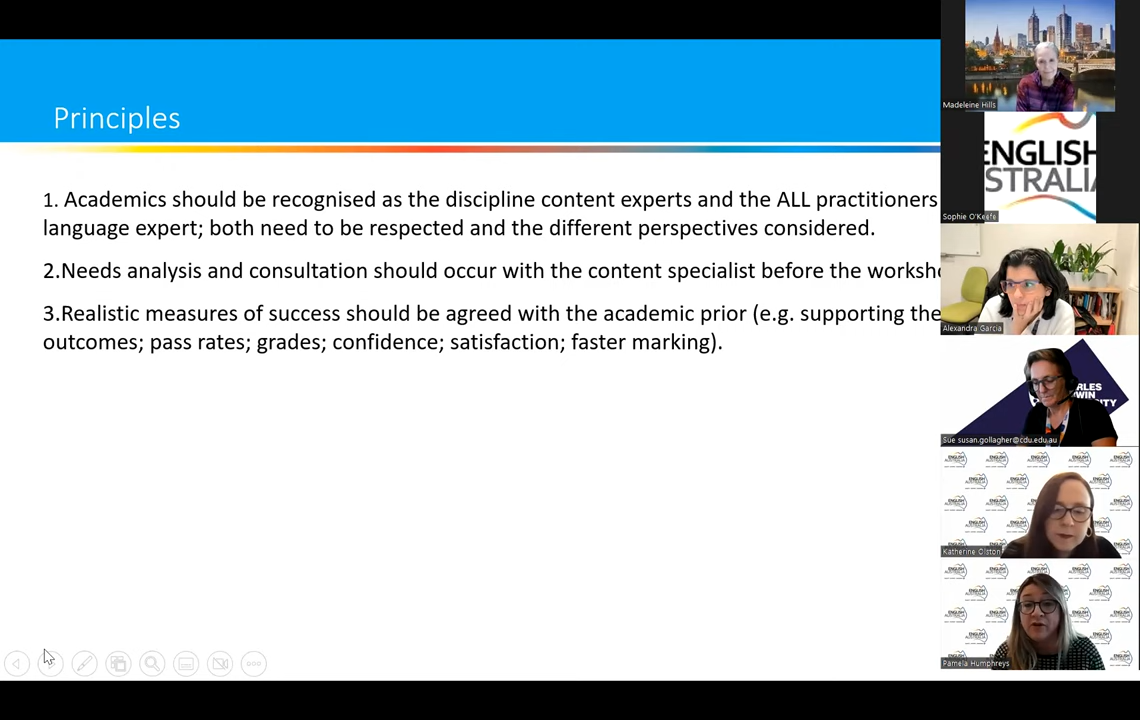 Principles
1. Academics should be recognised as the discipline content experts and the ALL practitioners
language expert; both need to be respected and the different perspectives considered.
2.Needs analysis and consultation should occur with the content specialist before the
3.Realistic measures of success should be agreed with the academic prior (e.g. supporting the
outcomes; pass rates; grades; confidence; satisfaction; faster marking).
Madeleine Hills
ENGLISH
STRALIA
Sophie O'Keefe
Alexandra Garcia
RLES
WIN
ITY
Sue susan.gollagher@cdu.edu.au
Katherine Olston
Pamela Humphreys